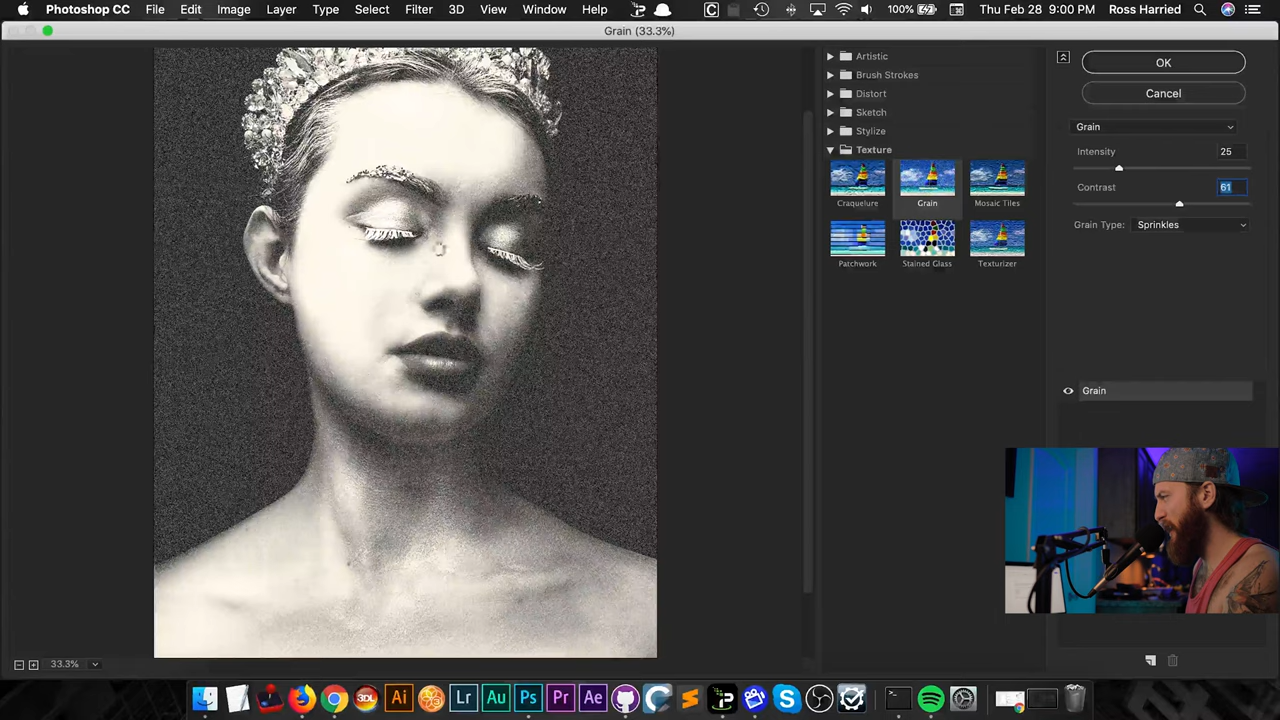 Photoshop CC File Edit Image Layer Type Select Filter 3D View Window Help 100% Thu Feb 28 9:00 PM Ross Harried
Grain (33.3%)
Artistic
Brush Strokes
Distort
Sketch
Stylize
Texture
Craquelure Grain Mosaic Tiles
Patchwork Stained Glass Texturizer
OK
Cancel
Grain
Intensity 25
Contrast 61
Grain Type: Sprinkles
Grain
33.3%
3DL Ai Lr Au Ps Pr Ae